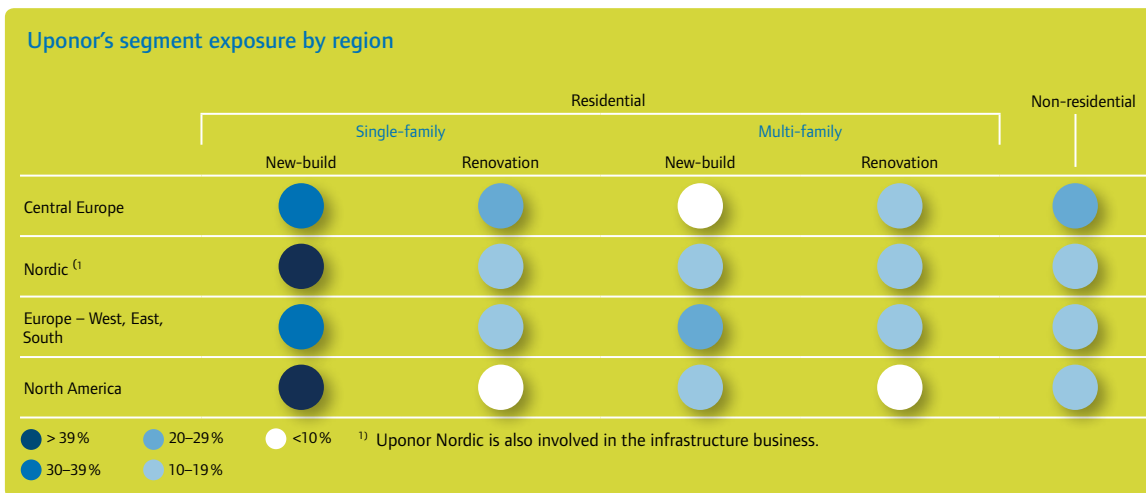 Uponor's segment exposure by region
Residential
Non-residential
Single-family
Multi-family
New-build
Renovation
New-build
Renovation
Central Europe
Nordic (1
Europe – West, East,
South
North America
> 39 %
20–29 %
<10 %
1) Uponor Nordic is also involved in the infrastructure business.
30–39 %
10–19 %